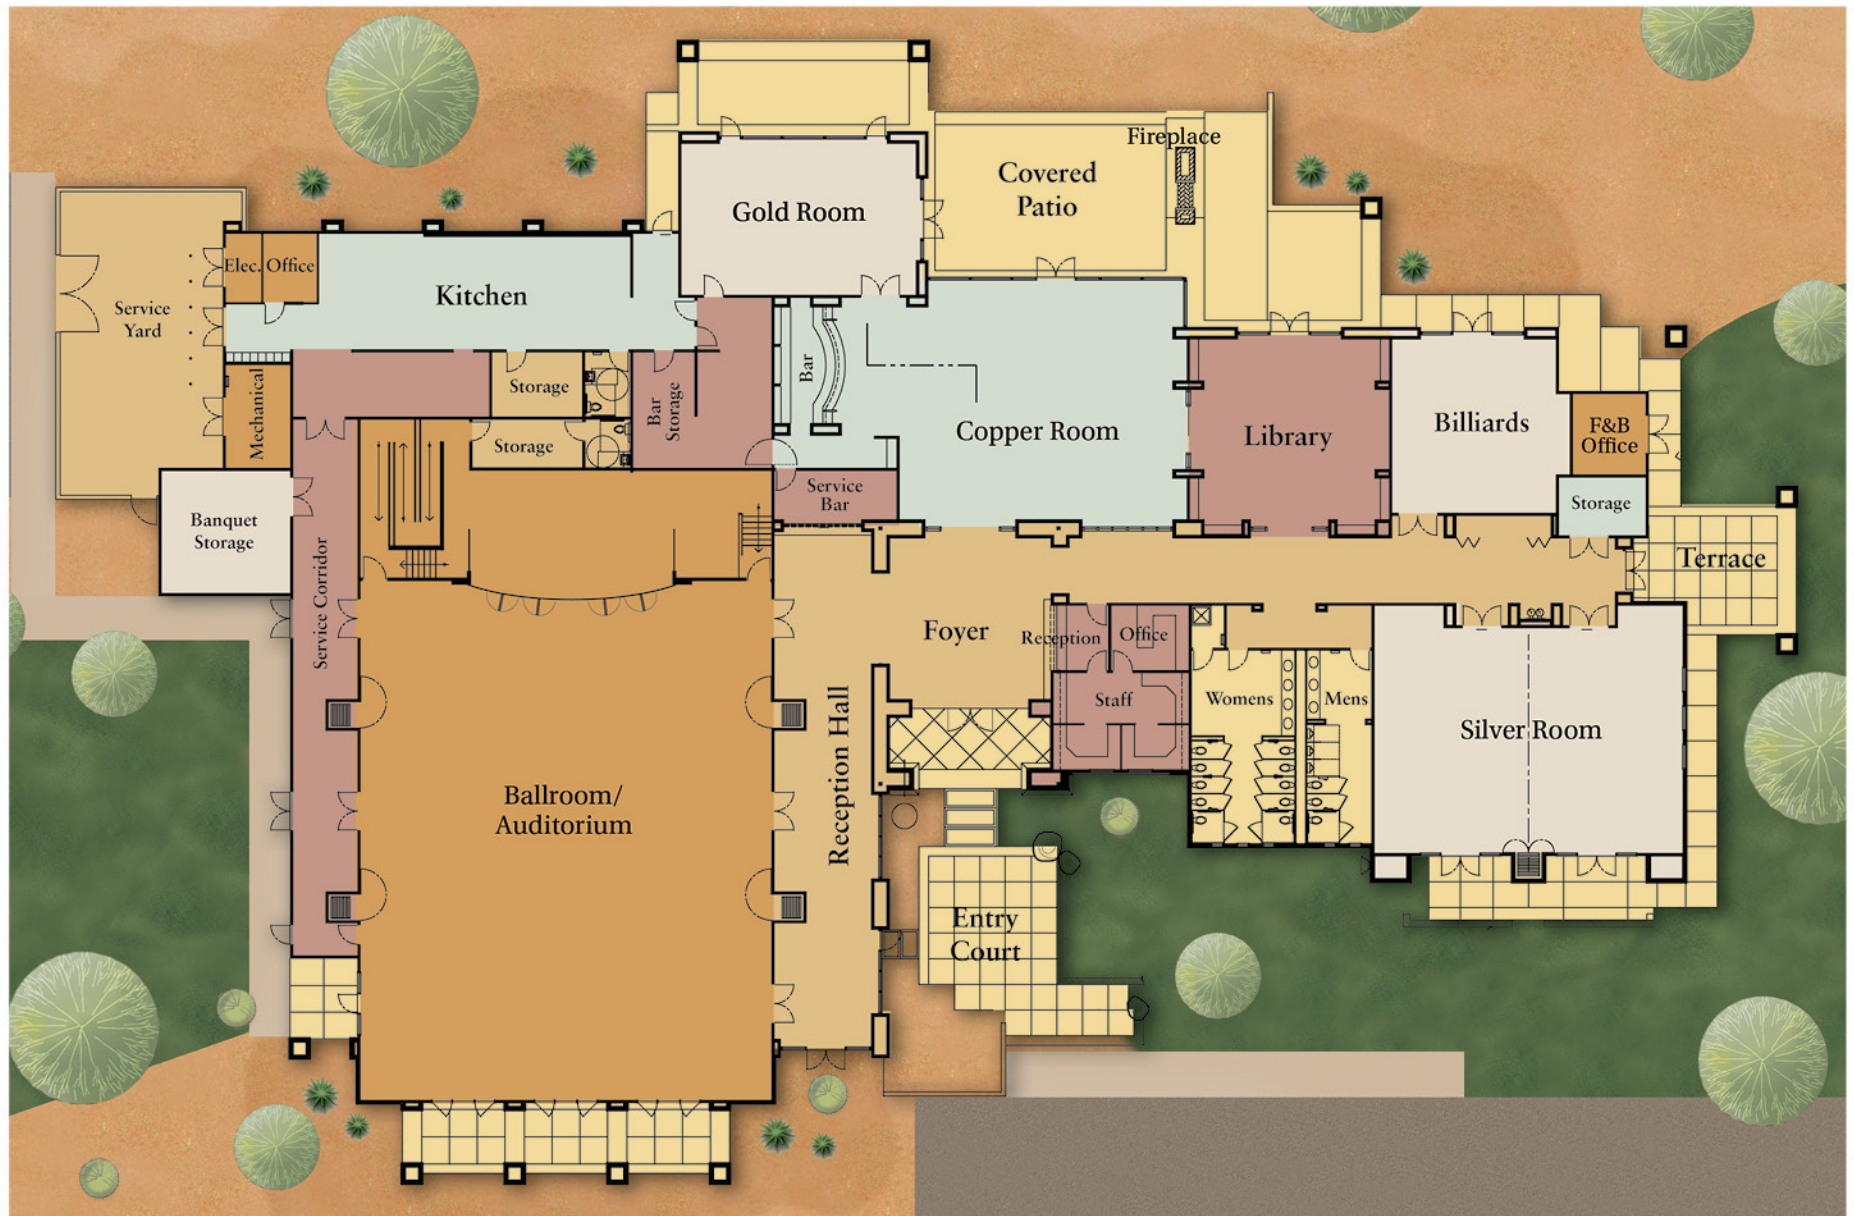 Fireplace
Covered
Patio
Gold Room
Elec.
Office
Kitchen
Service
Yard
Mechanical
Storage
Bar
Storage
Storage
Bar
Copper Room
Library
Billiards
F&B
Office
Storage
Service
Bar
Banquet
Storage
Service Corridor
Terrace
Foyer
Reception
Office
Staff
Womens
Mens
Silver Room
Reception Hall
Ballroom/
Auditorium
Entry
Court